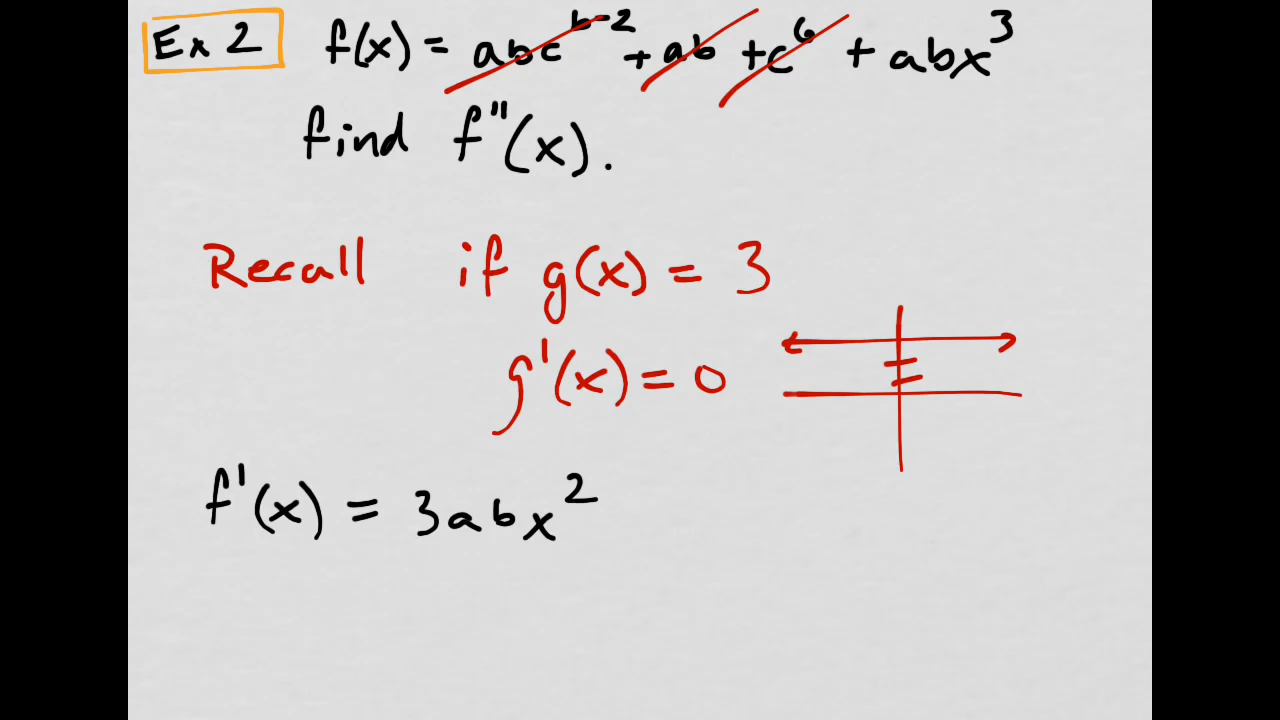 Ex 2 f(x) = abc^{b-2} + ab + c^6 + abx^3
find f''(x).
Recall if g(x) = 3
g'(x) = 0
f'(x) = 3abx^2